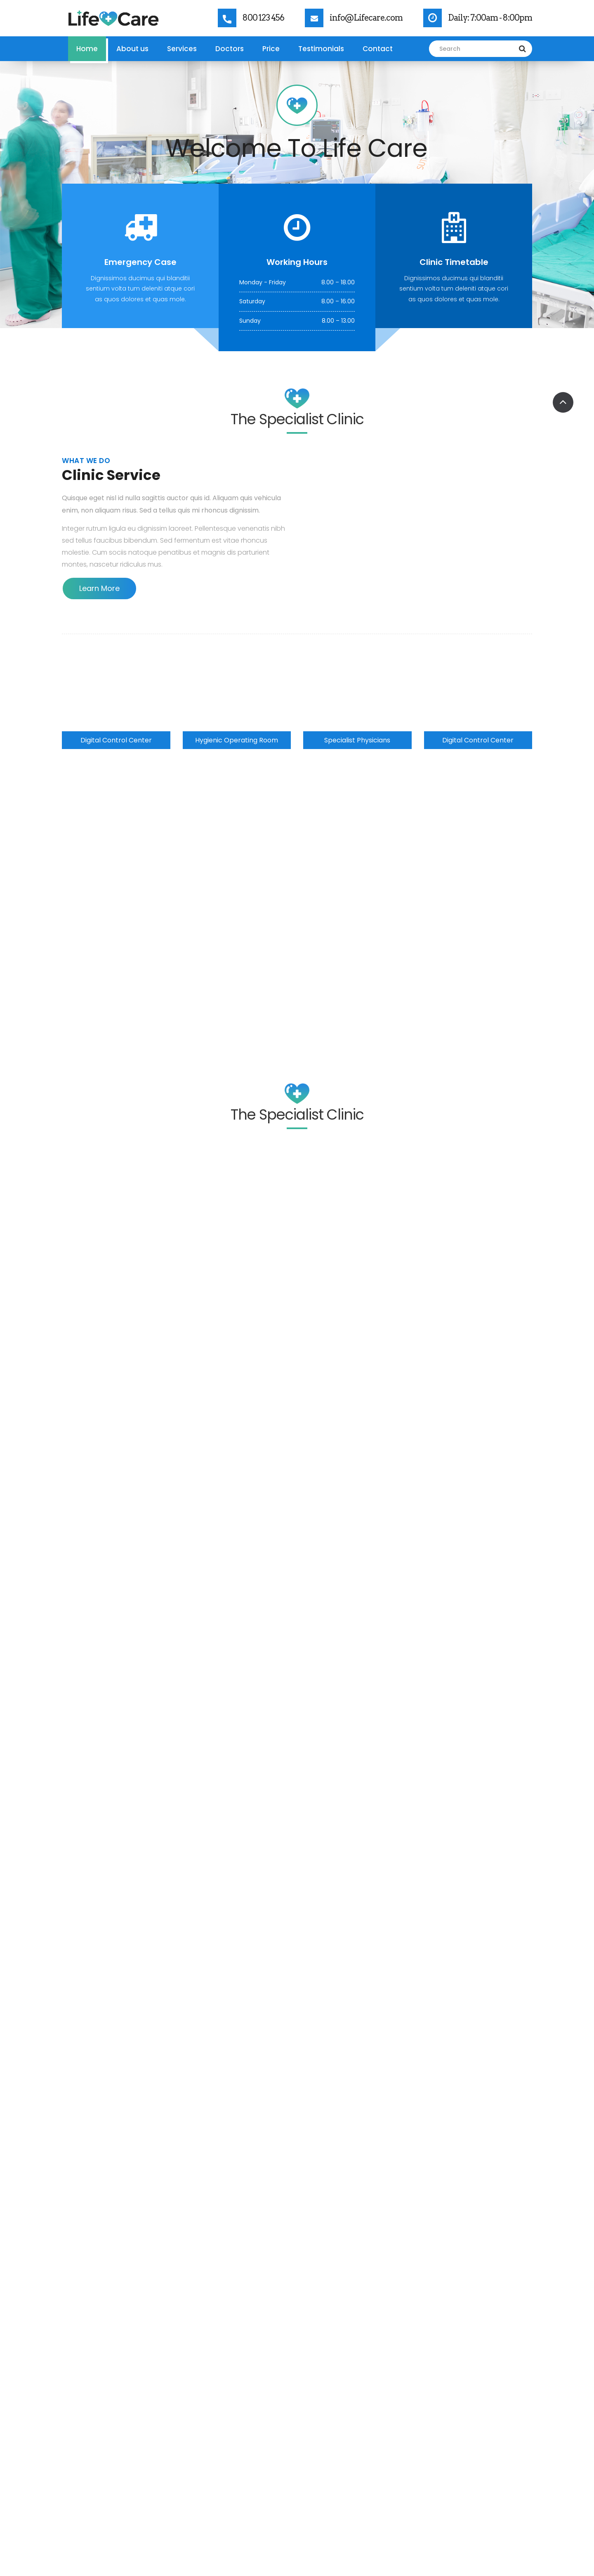 Life Care
800 123 456
info@Lifecare.com
Daily: 7:00am - 8:00pm
Home
About us
Services
Doctors
Price
Testimonials
Contact
Search
Welcome To Life Care
Emergency Case
Dignissimos ducimus qui blanditii
sentium volta tum deleniti atque cori
as quos dolores et quas mole.
Working Hours
Monday - Friday 8.00 – 18.00
Saturday 8.00 – 16.00
Sunday 8.00 – 13.00
Clinic Timetable
Dignissimos ducimus qui blanditii
sentium volta tum deleniti atque cori
as quos dolores et quas mole.
The Specialist Clinic
WHAT WE DO
Clinic Service
Quisque eget nisl id nulla sagittis auctor quis id. Aliquam quis vehicula
enim, non aliquam risus. Sed a tellus quis mi rhoncus dignissim.
Integer rutrum ligula eu dignissim laoreet. Pellentesque venenatis nibh
sed tellus faucibus bibendum. Sed fermentum est vitae rhoncus
molestie. Cum sociis natoque penatibus et magnis dis parturient
montes, nascetur ridiculus mus.
Learn More
Digital Control Center
Hygienic Operating Room
Specialist Physicians
Digital Control Center
The Specialist Clinic